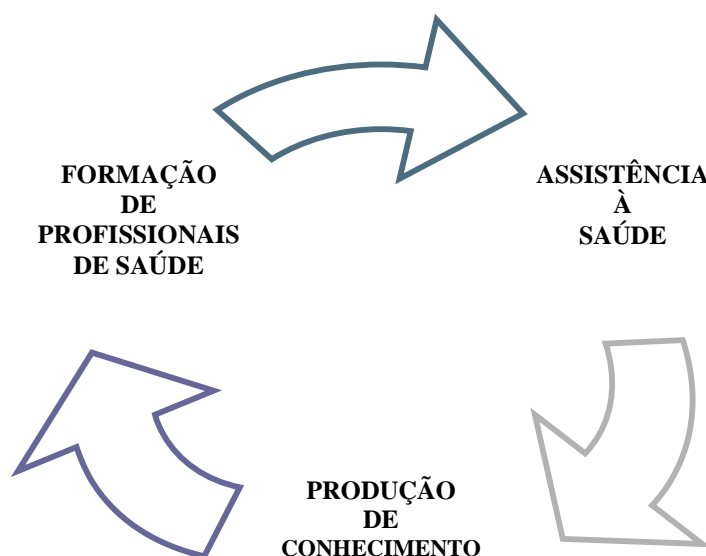 FORMAÇÃO
DE
PROFISSIONAIS
DE SAÚDE
ASSISTÊNCIA
À
SAÚDE
PRODUÇÃO
DE
CONHECIMENTO